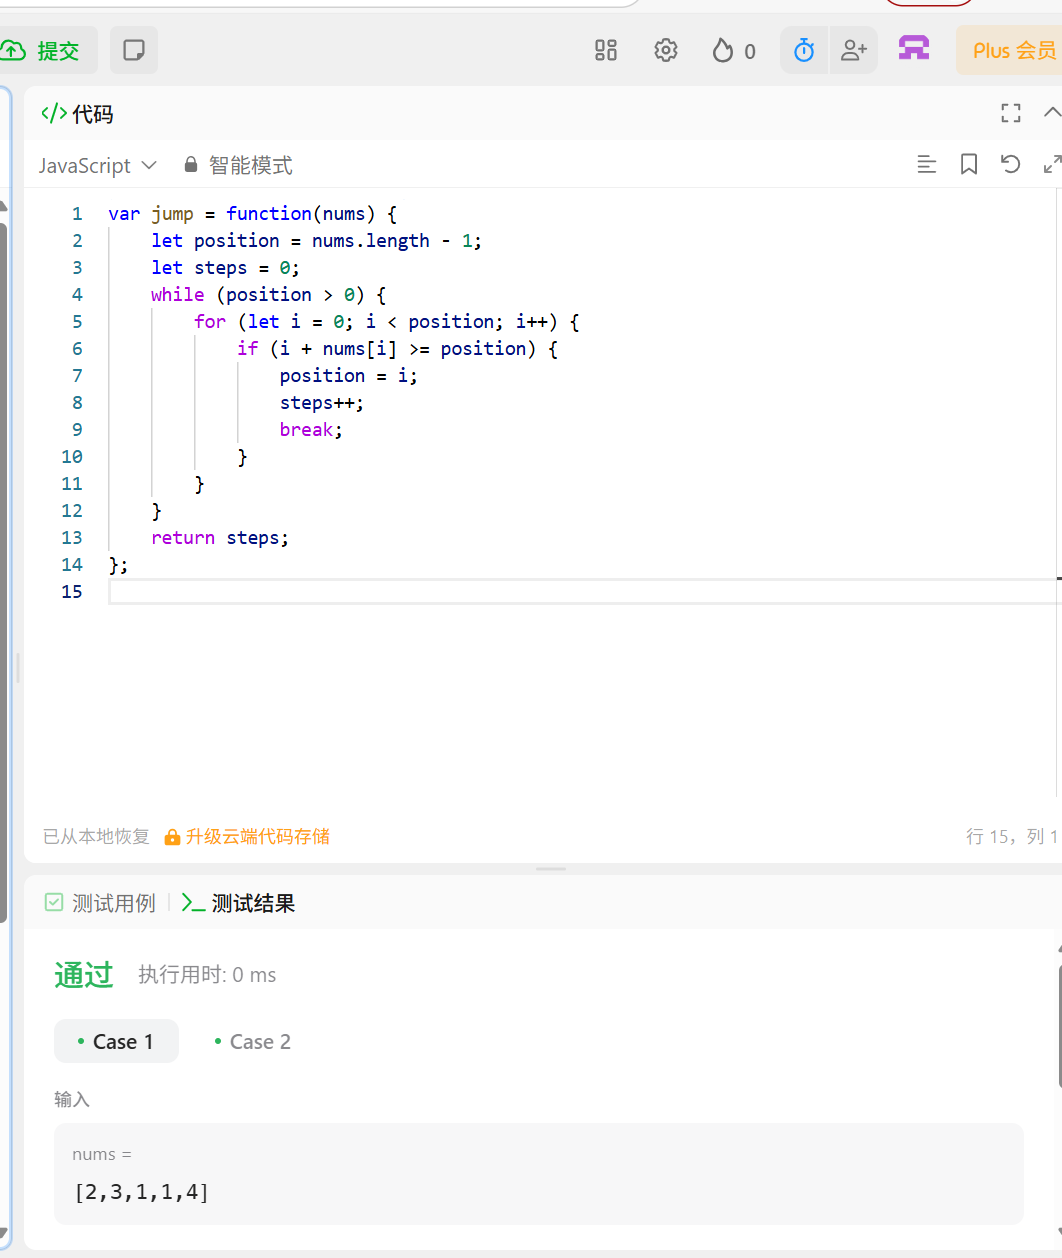 提交
0
Plus 会员
</> 代码
JavaScript 智能模式
1 var jump = function(nums) {
2     let position = nums.length - 1;
3     let steps = 0;
4     while (position > 0) {
5         for (let i = 0; i < position; i++) {
6             if (i + nums[i] >= position) {
7                 position = i;
8                 steps++;
9                 break;
10             }
11         }
12     }
13     return steps;
14 };
15
已从本地恢复 升级云端代码存储 行 15，列 1
测试用例 测试结果
通过 执行用时: 0 ms
Case 1 Case 2
输入
nums =
[2,3,1,1,4]